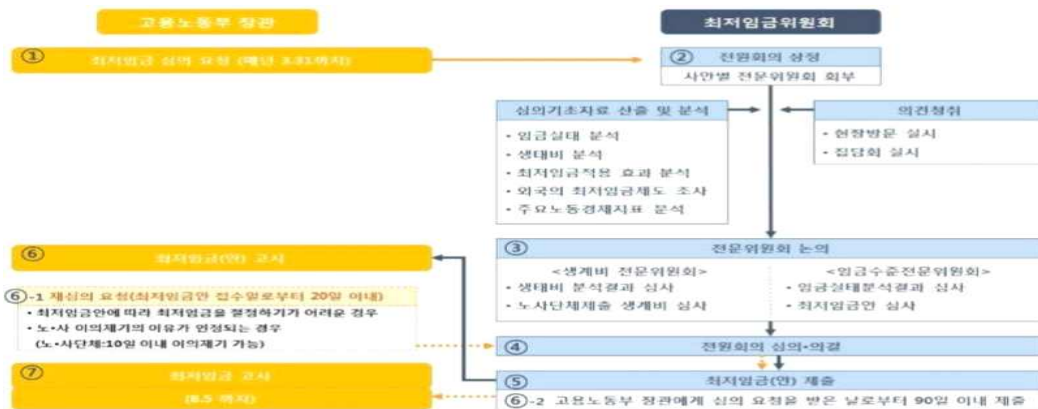 고용노동부 장관
최저임금위원회
① 최저임금 심의 요청 (매년 3.31까지)
② 전원회의 상정
사안별 전문위원회 회부
심의기초자료 산출 및 분석
• 임금실태 분석
• 생태비 분석
• 최저임금적용 효과 분석
• 외국의 최저임금제도 조사
• 주요노동경제지표 분석
의견청취
• 현장방문 실시
• 집담회 실시
③ 전문위원회 논의
<생계비 전문위원회>
• 생태비 분석결과 심사
• 노사단체제출 생계비 심사
<임금수준전문위원회>
• 임금실태분석결과 심사
• 최저임금안 심사
④ 전원회의 심의•의결
⑤ 최저임금(안) 제출
⑥-2 고용노동부 장관에게 심의 요청을 받은 날로부터 90일 이내 제출
⑥ 최저임금(안) 고시
⑥-1 재심의 요청(최저임금안 접수일로부터 20일 이내)
• 최저임금안에 따라 최저임금을 결정하기가 어려운 경우
• 노•사 이의제기의 이유가 인정되는 경우
(노•사단체:10일 이내 이의제기 가능)
⑦ 최저임금 고시
(8.5 까지)